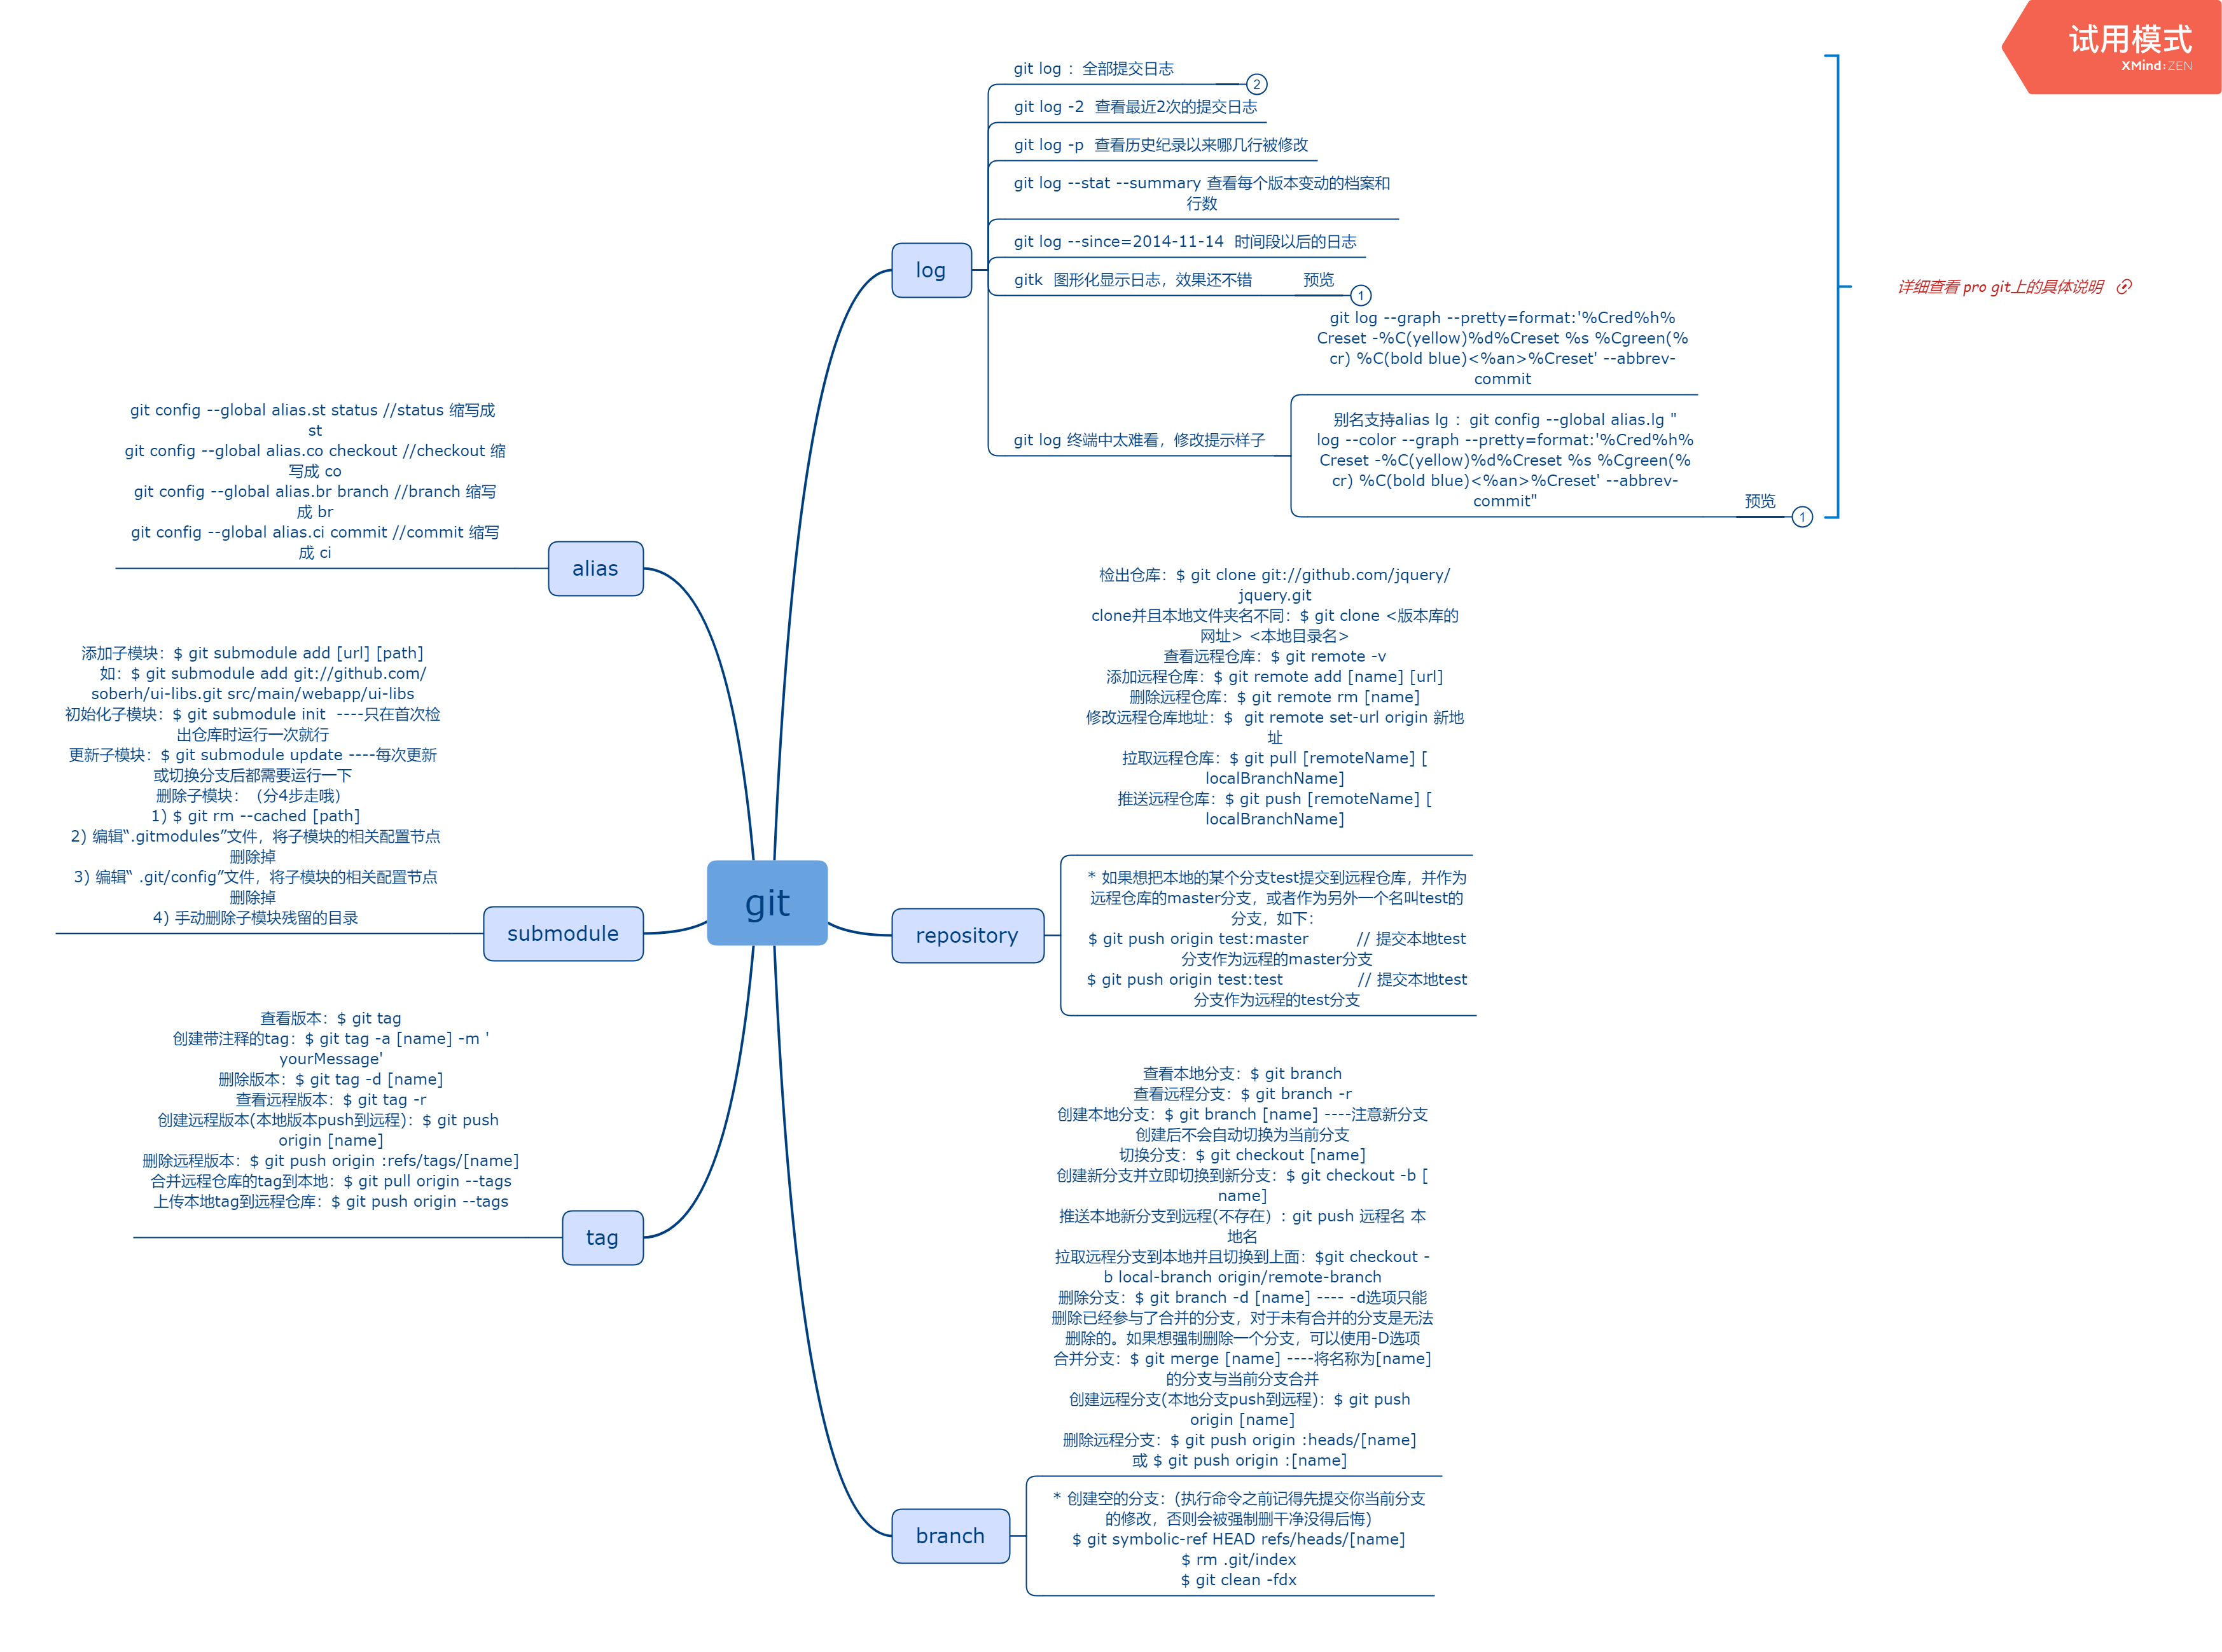 试用模式
XMind:ZEN
git log ：全部提交日志
2
git log -2  查看最近2次的提交日志
git log -p  查看历史纪录以来哪几行被修改
git log --stat --summary 查看每个版本变动的档案和
行数
git log --since=2014-11-14  时间段以后的日志
gitk  图形化显示日志，效果还不错
预览
1
git log 终端中太难看，修改提示样子
git log --graph --pretty=format:'%Cred%h%
Creset -%C(yellow)%d%Creset %s %Cgreen(%
cr) %C(bold blue)<%an>%Creset' --abbrev-
commit
别名支持alias lg ：git config --global alias.lg "
log --color --graph --pretty=format:'%Cred%h%
Creset -%C(yellow)%d%Creset %s %Cgreen(%
cr) %C(bold blue)<%an>%Creset' --abbrev-
commit"
预览
1
详细查看 pro git上的具体说明
log
git config --global alias.st status //status 缩写成
st
git config --global alias.co checkout //checkout 缩
写成 co
git config --global alias.br branch //branch 缩写
成 br
git config --global alias.ci commit //commit 缩写
成 ci
alias
添加子模块：$ git submodule add [url] [path]
如：$ git submodule add git://github.com/
soberh/ui-libs.git src/main/webapp/ui-libs
初始化子模块：$ git submodule init  ----只在首次检
出仓库时运行一次就行
更新子模块：$ git submodule update ----每次更新
或切换分支后都需要运行一下
删除子模块：（分4步走哦）
1) $ git rm --cached [path]
2) 编辑“.gitmodules”文件，将子模块的相关配置节点
删除掉
3) 编辑“ .git/config”文件，将子模块的相关配置节点
删除掉
4) 手动删除子模块残留的目录
submodule
查看版本：$ git tag
创建带注释的tag：$ git tag -a [name] -m '
yourMessage'
删除版本：$ git tag -d [name]
查看远程版本：$ git tag -r
创建远程版本(本地版本push到远程)：$ git push
origin [name]
删除远程版本：$ git push origin :refs/tags/[name]
合并远程仓库的tag到本地：$ git pull origin --tags
上传本地tag到远程仓库：$ git push origin --tags
tag
git
检出仓库：$ git clone git://github.com/jquery/
jquery.git
clone并且本地文件夹名不同：$ git clone <版本库的
网址> <本地目录名>
查看远程仓库：$ git remote -v
添加远程仓库：$ git remote add [name] [url]
删除远程仓库：$ git remote rm [name]
修改远程仓库地址：$  git remote set-url origin 新地
址
拉取远程仓库：$ git pull [remoteName] [
localBranchName]
推送远程仓库：$ git push [remoteName] [
localBranchName]
repository
* 如果想把本地的某个分支test提交到远程仓库，并作为
远程仓库的master分支，或者作为另外一个名叫test的
分支，如下：
$ git push origin test:master         // 提交本地test
分支作为远程的master分支
$ git push origin test:test              // 提交本地test
分支作为远程的test分支
查看本地分支：$ git branch
查看远程分支：$ git branch -r
创建本地分支：$ git branch [name] ----注意新分支
创建后不会自动切换为当前分支
切换分支：$ git checkout [name]
创建新分支并立即切换到新分支：$ git checkout -b [
name]
推送本地新分支到远程(不存在）: git push 远程名 本
地名
拉取远程分支到本地并且切换到上面：$git checkout -
b local-branch origin/remote-branch
删除分支：$ git branch -d [name] ---- -d选项只能
删除已经参与了合并的分支，对于未有合并的分支是无法
删除的。如果想强制删除一个分支，可以使用-D选项
合并分支：$ git merge [name] ----将名称为[name]
的分支与当前分支合并
创建远程分支(本地分支push到远程)：$ git push
origin [name]
删除远程分支：$ git push origin :heads/[name]
或 $ git push origin :[name]
branch
* 创建空的分支：(执行命令之前记得先提交你当前分支
的修改，否则会被强制删干净没得后悔)
$ git symbolic-ref HEAD refs/heads/[name]
$ rm .git/index
$ git clean -fdx